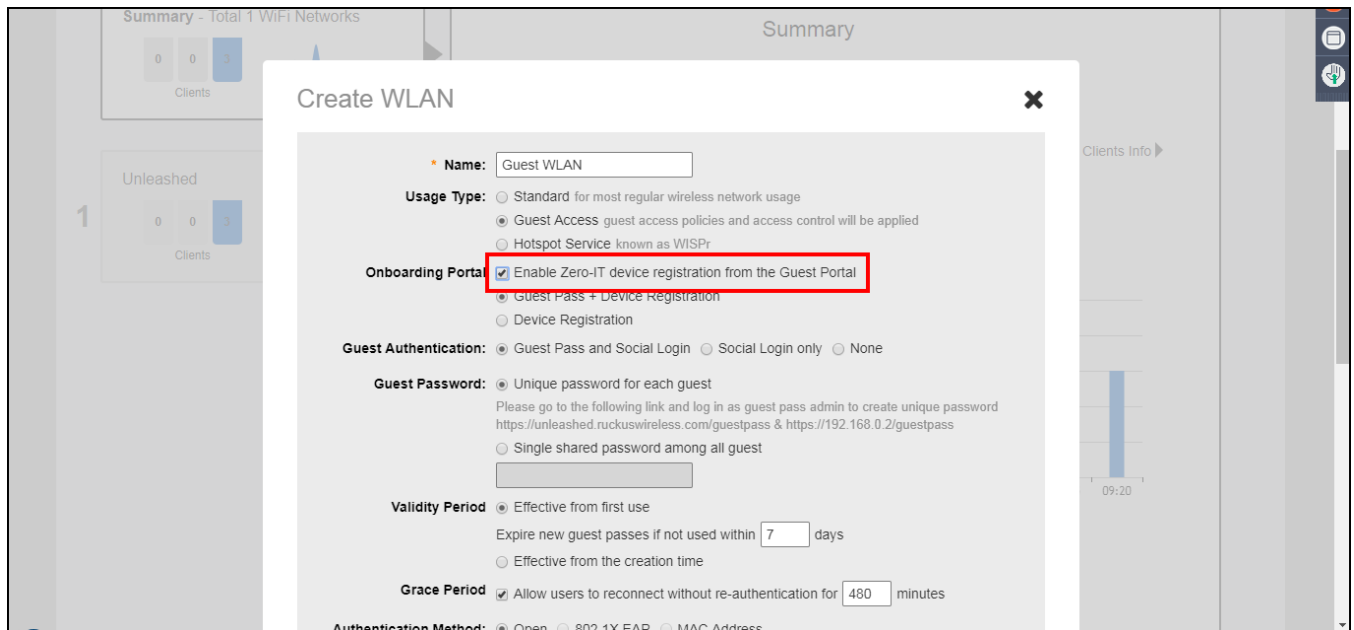 Summary - Total 1 WiFi Networks
Summary
0 0 3
Clients
Create WLAN
Clients Info
* Name: Guest WLAN
Unleashed
Usage Type: Standard for most regular wireless network usage
1
0 0 3
Guest Access guest access policies and access control will be applied
Hotspot Service known as WISPr
Clients
Onboarding Portal Enable Zero-IT device registration from the Guest Portal
Guest Pass + Device Registration
Device Registration
Guest Authentication: Guest Pass and Social Login Social Login only None
Guest Password: Unique password for each guest
Please go to the following link and log in as guest pass admin to create unique password
https://unleashed.ruckuswireless.com/guestpass & https://192.168.0.2/guestpass
Single shared password among all guest
09:20
Validity Period Effective from first use
Expire new guest passes if not used within 7 days
Effective from the creation time
Grace Period Allow users to reconnect without re-authentication for 480 minutes
Authentication Method: Open 802.1X EAP MAC Address